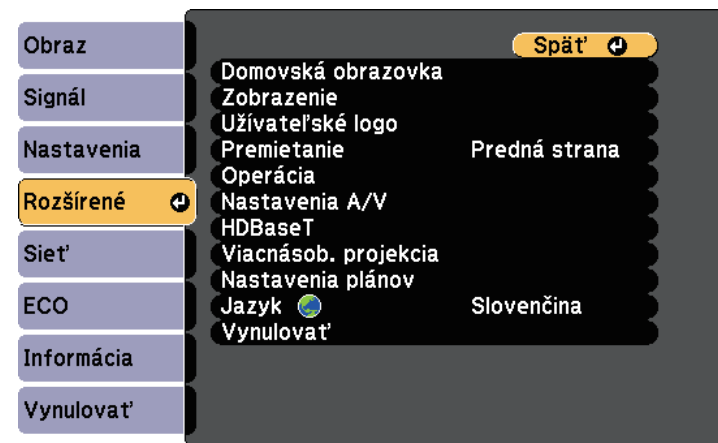 Obraz
Signál
Nastavenia
Rozšírené
Sieť
ECO
Informácia
Vynulovať
Späť
Domovská obrazovka
Zobrazenie
Užívateľské logo
Premietanie Predná strana
Operácia
Nastavenia A/V
HDBaseT
Viacnásob. projekcia
Nastavenia plánov
Jazyk Slovenčina
Vynulovať